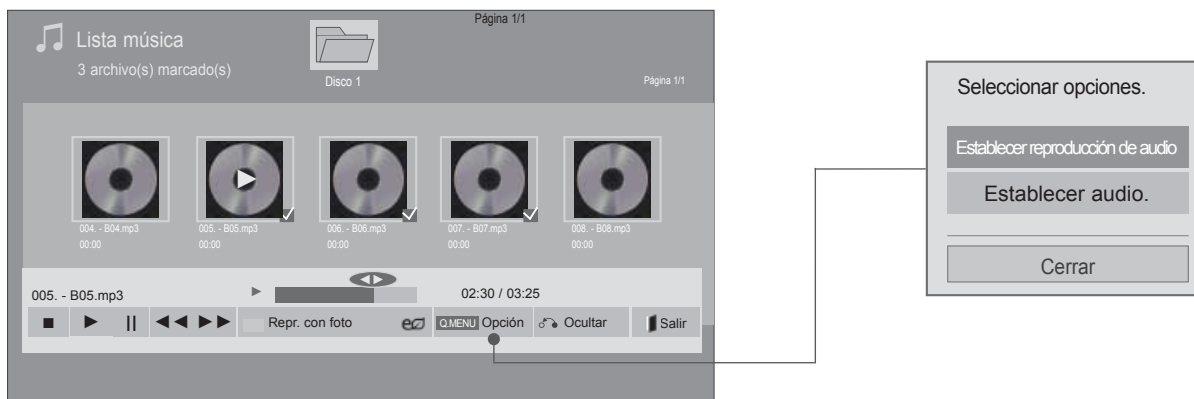 Página 1/1
Lista música
3 archivo(s) marcado(s)
Disco 1
Página 1/1
004. - B04.mp3
00:00
005. - B05.mp3
00:00
006. - B06.mp3
00:00
007. - B07.mp3
00:00
008. - B08.mp3
00:00
005. - B05.mp3
02:30 / 03:25
Repr. con foto
Q.MENU Opción
Ocultar
Salir
Seleccionar opciones.
Establecer reproducción de audio
Establecer audio.
Cerrar